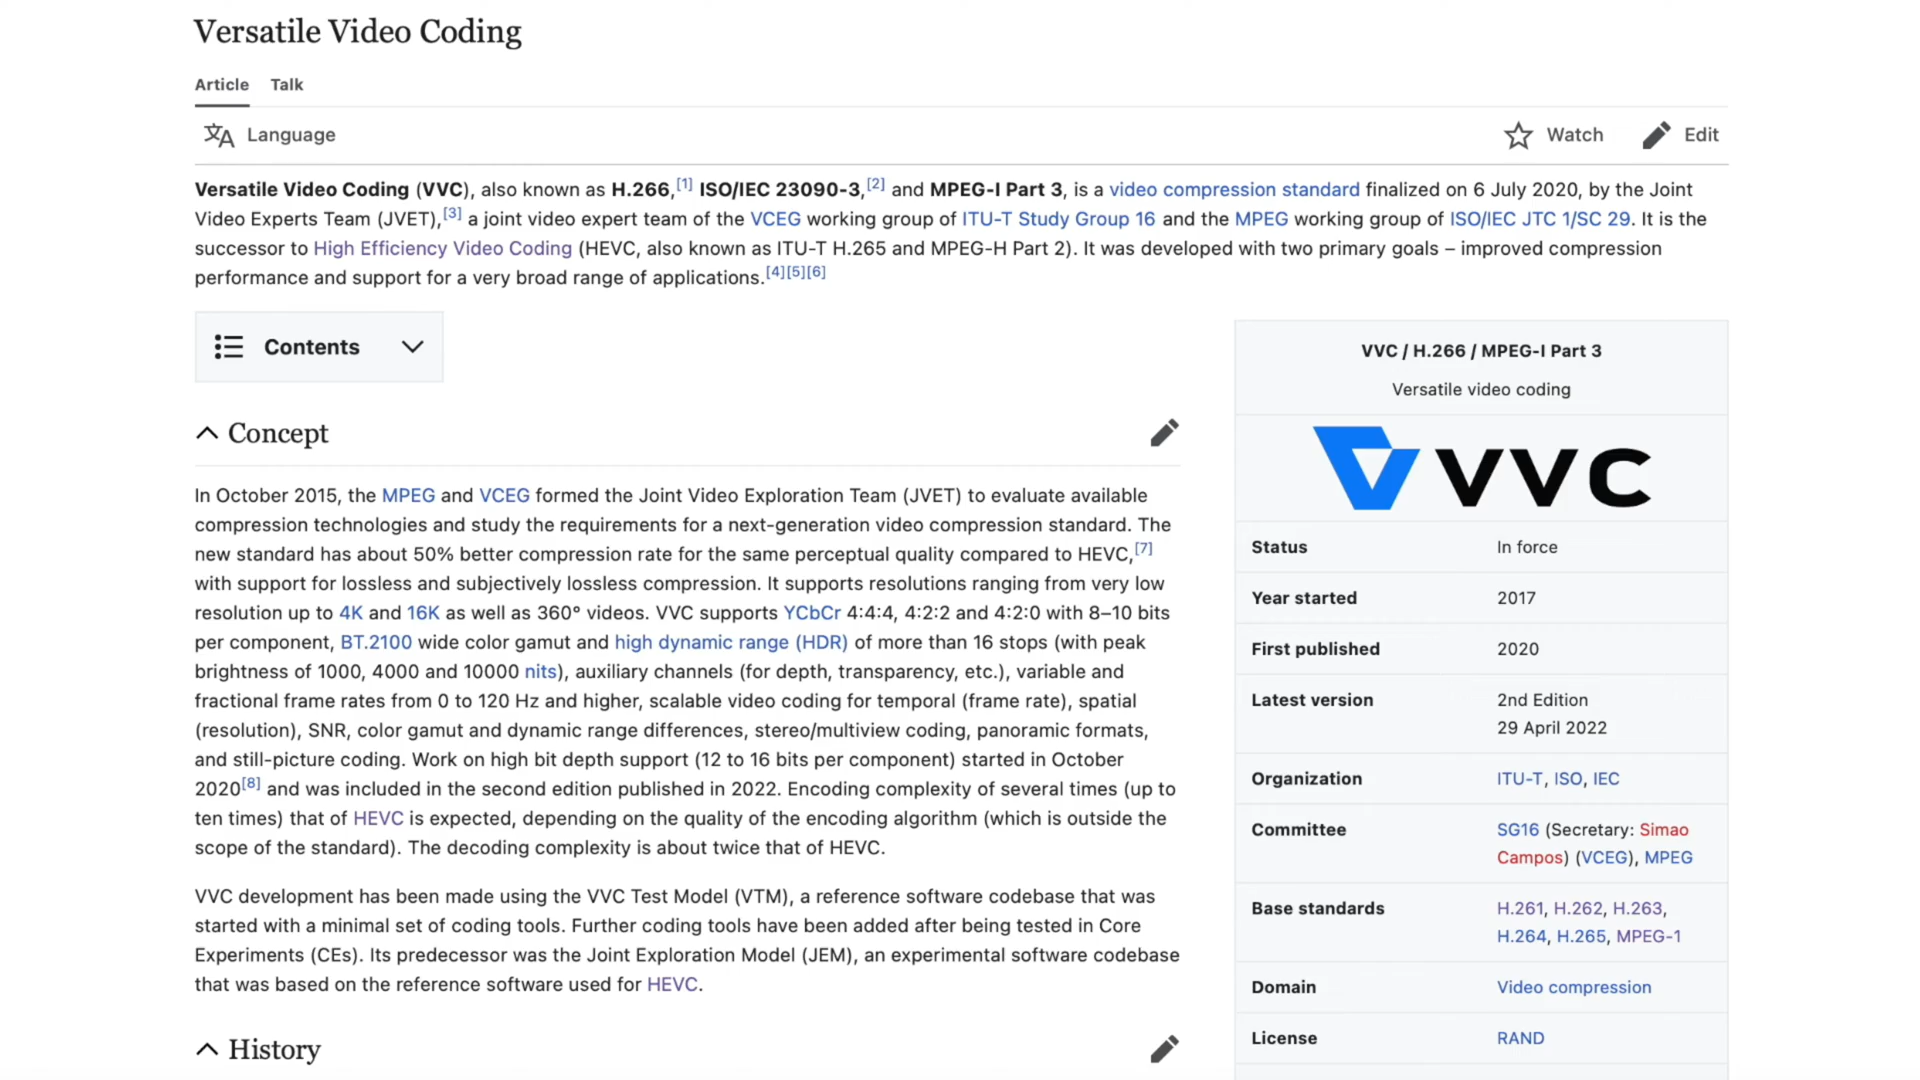 Versatile Video Coding
Article Talk
Language
Watch Edit
Versatile Video Coding (VVC), also known as H.266,[1] ISO/IEC 23090-3,[2] and MPEG-I Part 3, is a video compression standard finalized on 6 July 2020, by the Joint
Video Experts Team (JVET),[3] a joint video expert team of the VCEG working group of ITU-T Study Group 16 and the MPEG working group of ISO/IEC JTC 1/SC 29. It is the
successor to High Efficiency Video Coding (HEVC, also known as ITU-T H.265 and MPEG-H Part 2). It was developed with two primary goals – improved compression
performance and support for a very broad range of applications.[4][5][6]
Contents
Concept
In October 2015, the MPEG and VCEG formed the Joint Video Exploration Team (JVET) to evaluate available
compression technologies and study the requirements for a next-generation video compression standard. The
new standard has about 50% better compression rate for the same perceptual quality compared to HEVC,[7]
with support for lossless and subjectively lossless compression. It supports resolutions ranging from very low
resolution up to 4K and 16K as well as 360° videos. VVC supports YCbCr 4:4:4, 4:2:2 and 4:2:0 with 8–10 bits
per component, BT.2100 wide color gamut and high dynamic range (HDR) of more than 16 stops (with peak
brightness of 1000, 4000 and 10000 nits), auxiliary channels (for depth, transparency, etc.), variable and
fractional frame rates from 0 to 120 Hz and higher, scalable video coding for temporal (frame rate), spatial
(resolution), SNR, color gamut and dynamic range differences, stereo/multiview coding, panoramic formats,
and still-picture coding. Work on high bit depth support (12 to 16 bits per component) started in October
2020[8] and was included in the second edition published in 2022. Encoding complexity of several times (up to
ten times) that of HEVC is expected, depending on the quality of the encoding algorithm (which is outside the
scope of the standard). The decoding complexity is about twice that of HEVC.
VVC development has been made using the VVC Test Model (VTM), a reference software codebase that was
started with a minimal set of coding tools. Further coding tools have been added after being tested in Core
Experiments (CEs). Its predecessor was the Joint Exploration Model (JEM), an experimental software codebase
that was based on the reference software used for HEVC.
History
VVC / H.266 / MPEG-I Part 3
Versatile video coding
VVC
Status In force
Year started 2017
First published 2020
Latest version 2nd Edition
29 April 2022
Organization ITU-T, ISO, IEC
Committee SG16 (Secretary: Simao
Campos) (VCEG), MPEG
Base standards H.261, H.262, H.263,
H.264, H.265, MPEG-1
Domain Video compression
License RAND